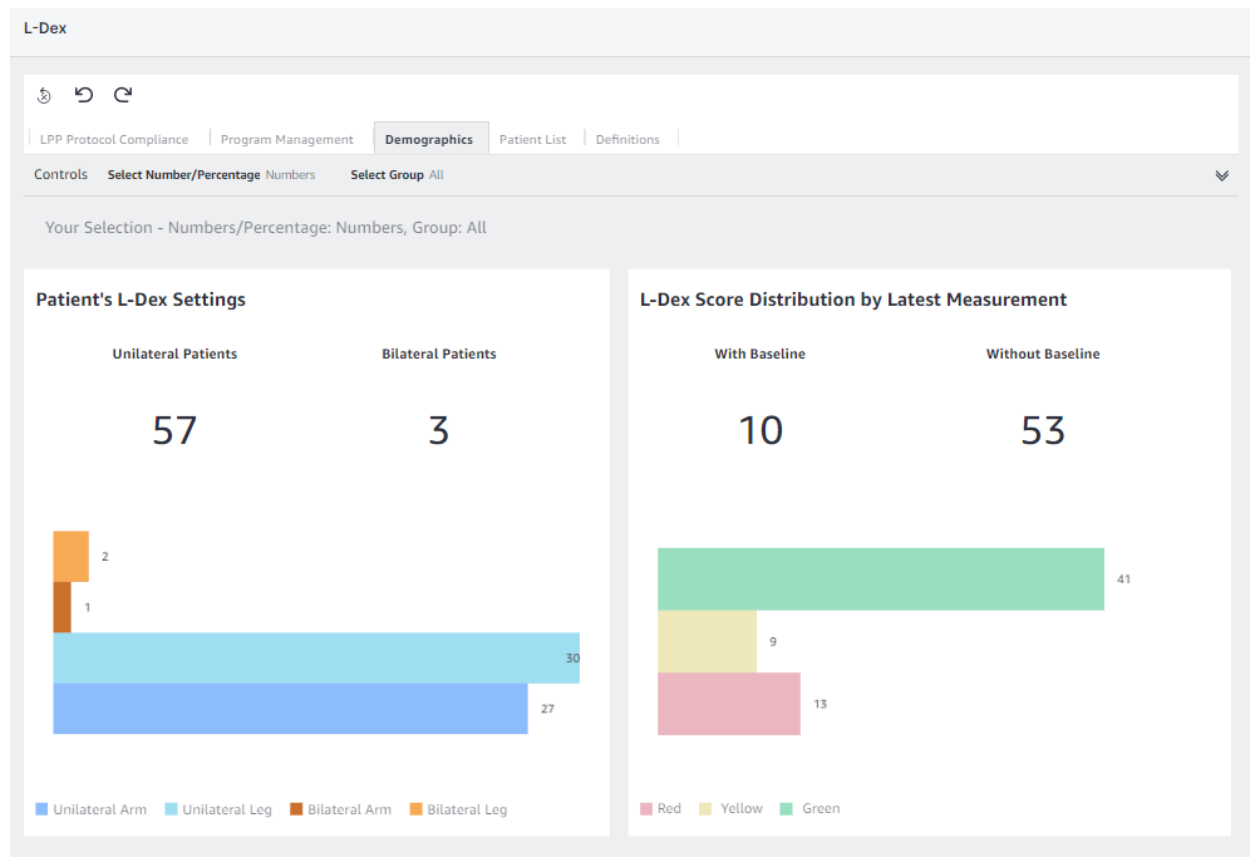 L-Dex
LPP Protocol Compliance Program Management Demographics Patient List Definitions
Controls Select Number/Percentage Numbers Select Group All
Your Selection - Numbers/Percentage: Numbers, Group: All
Patient's L-Dex Settings
Unilateral Patients Bilateral Patients
57 3
2
1
30
27
Unilateral Arm Unilateral Leg Bilateral Arm Bilateral Leg
L-Dex Score Distribution by Latest Measurement
With Baseline Without Baseline
10 53
41
9
13
Red Yellow Green